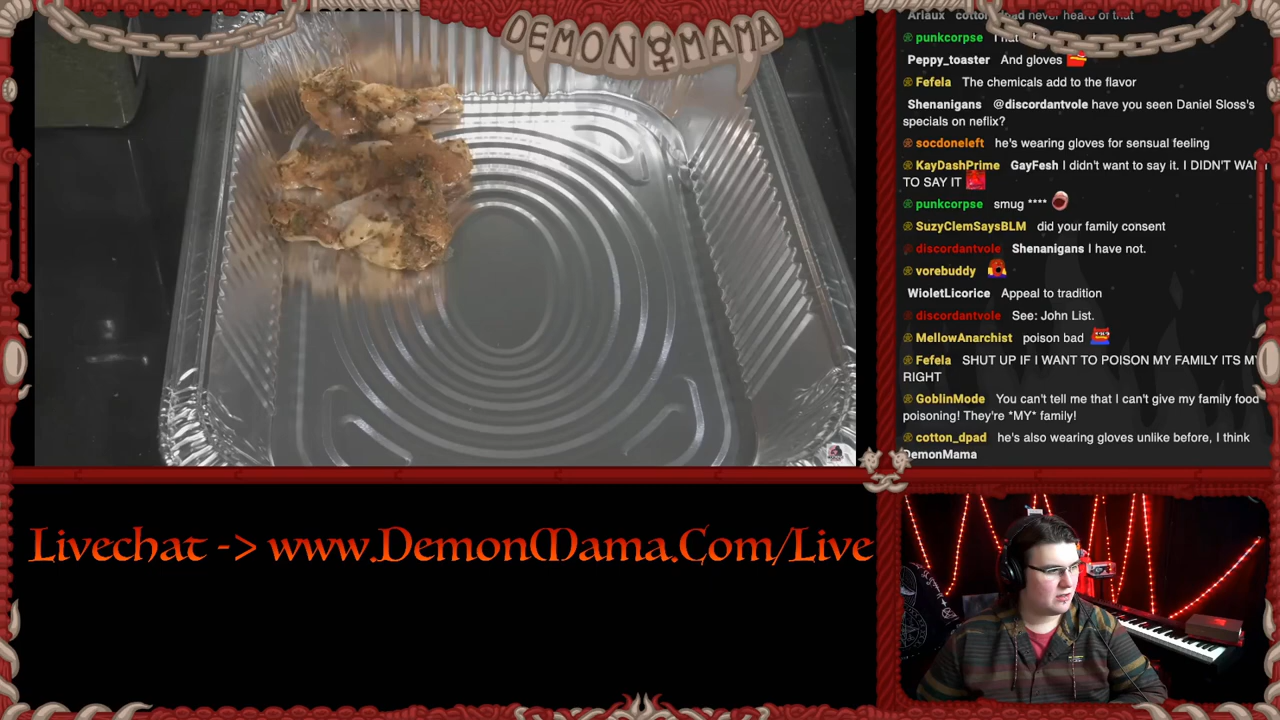 DEMON MAMA
Arlaux cotton_dpad never heard of that
punkcorpse
Peppy_toaster And gloves
Fefela The chemicals add to the flavor
Shenanigans @discordantvole have you seen Daniel Sloss's
specials on neflix?
socdoneleft he's wearing gloves for sensual feeling
KayDashPrime GayFesh I didn't want to say it. I DIDN'T WANT
TO SAY IT
punkcorpse smug ****
SuzyClemSaysBLM did your family consent
discordantvole Shenanigans I have not.
vorebuddy
WioletLicorice Appeal to tradition
discordantvole See: John List.
MellowAnarchist poison bad
Fefela SHUT UP IF I WANT TO POISON MY FAMILY ITS MY
RIGHT
GoblinMode You can't tell me that I can't give my family food
poisoning! They're *MY* family!
cotton_dpad he's also wearing gloves unlike before, I think
DemonMama
Livechat -> www.DemonMama.Com/Live